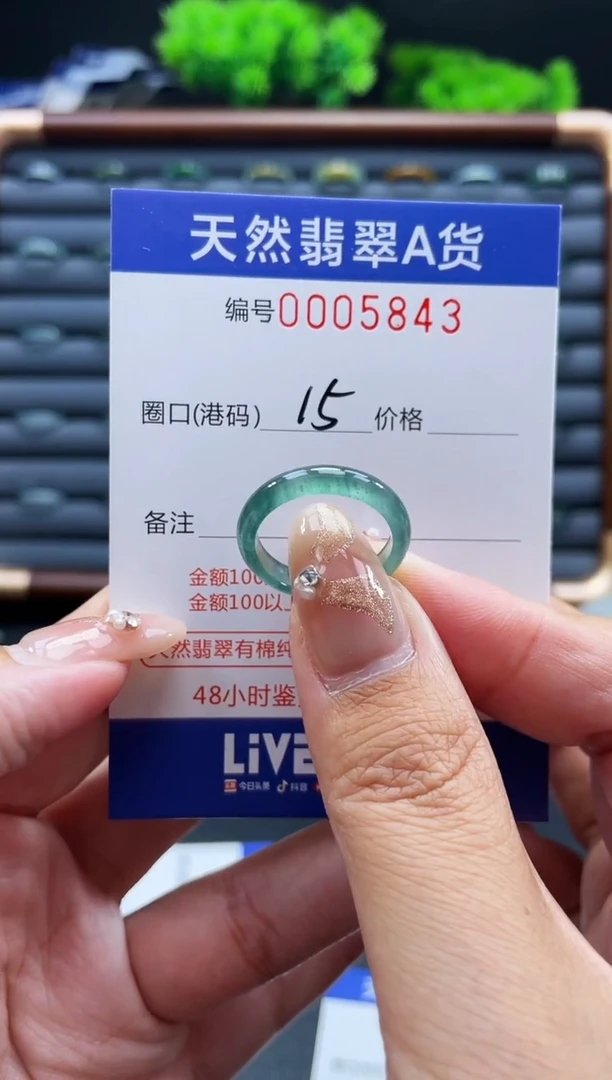 天然翡翠A货
编号0005843
圈口(港码) 15 价格
备注
金额100
金额100以
天然翡翠有棉纯
48小时鉴
LiVE
今日头条 抖音